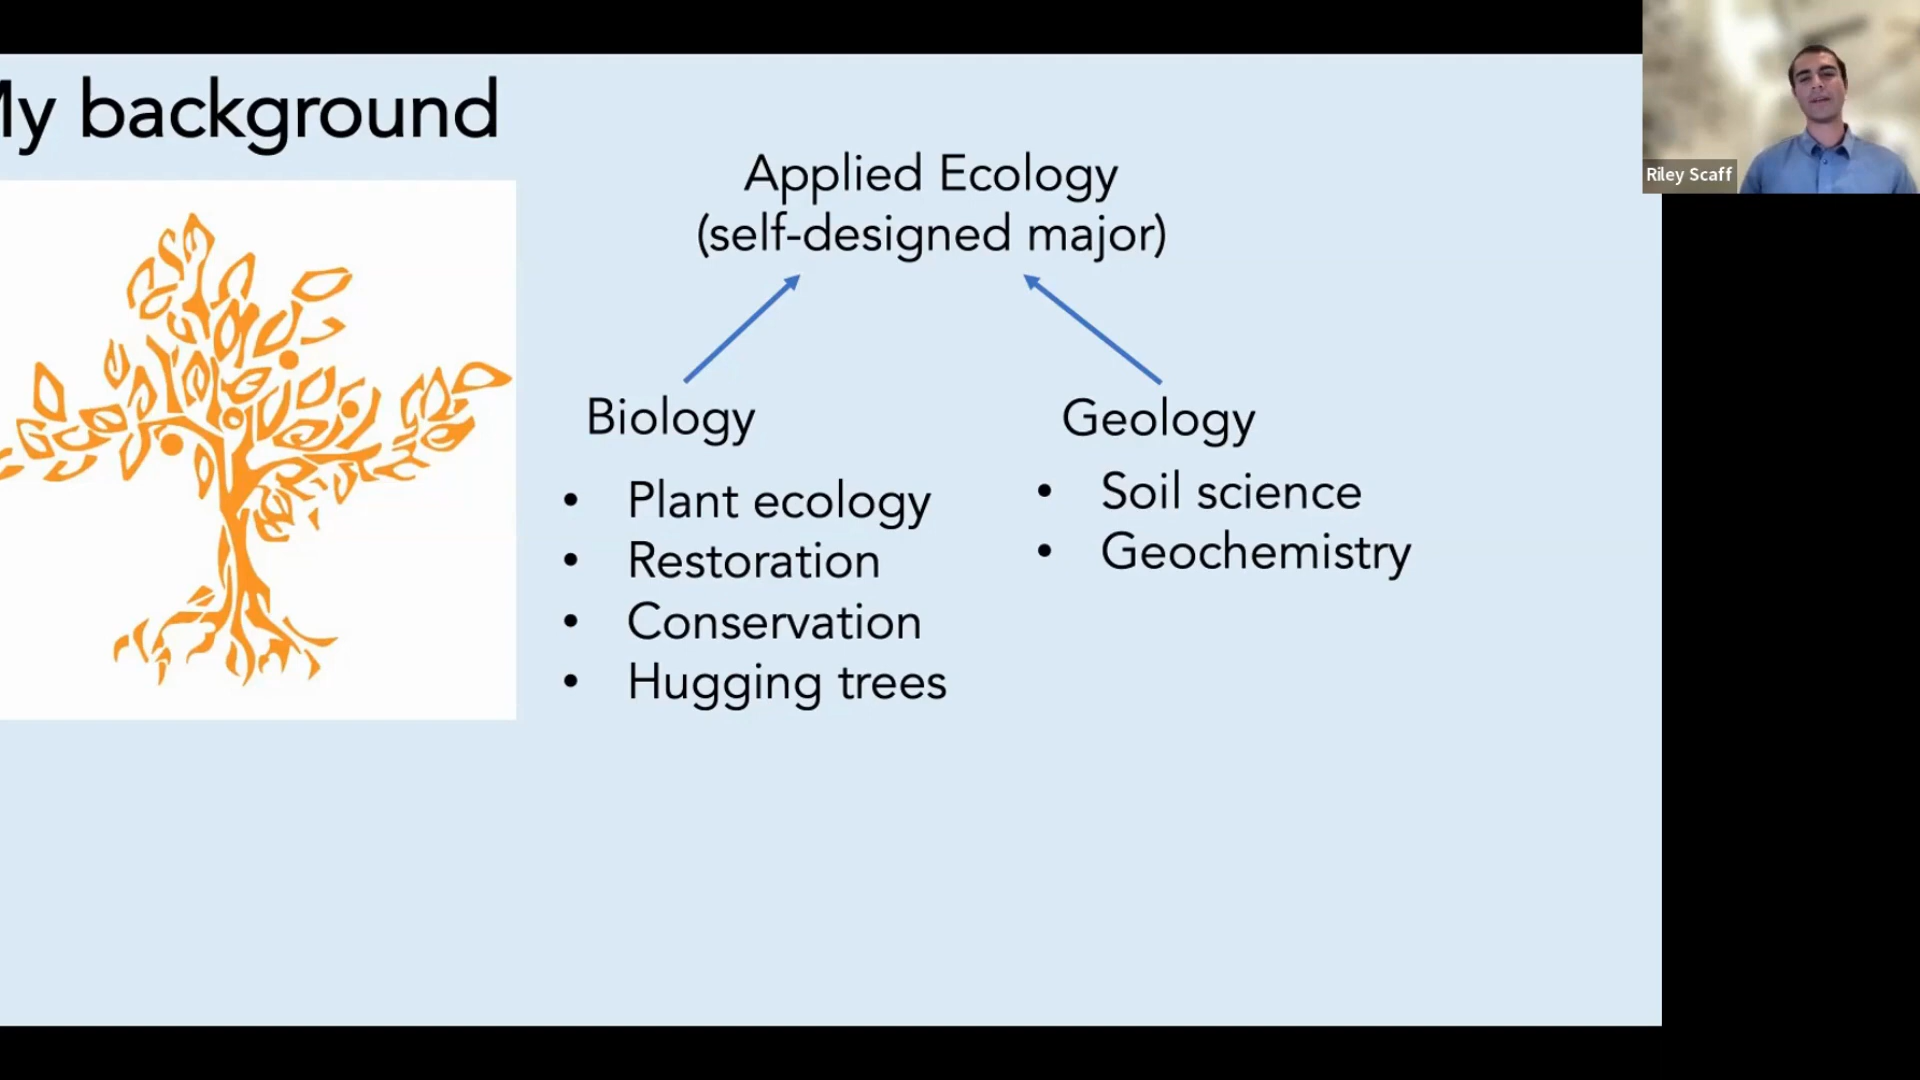 My background
Applied Ecology
(self-designed major)
Biology
• Plant ecology
• Restoration
• Conservation
• Hugging trees
Geology
• Soil science
• Geochemistry
Riley Scaff